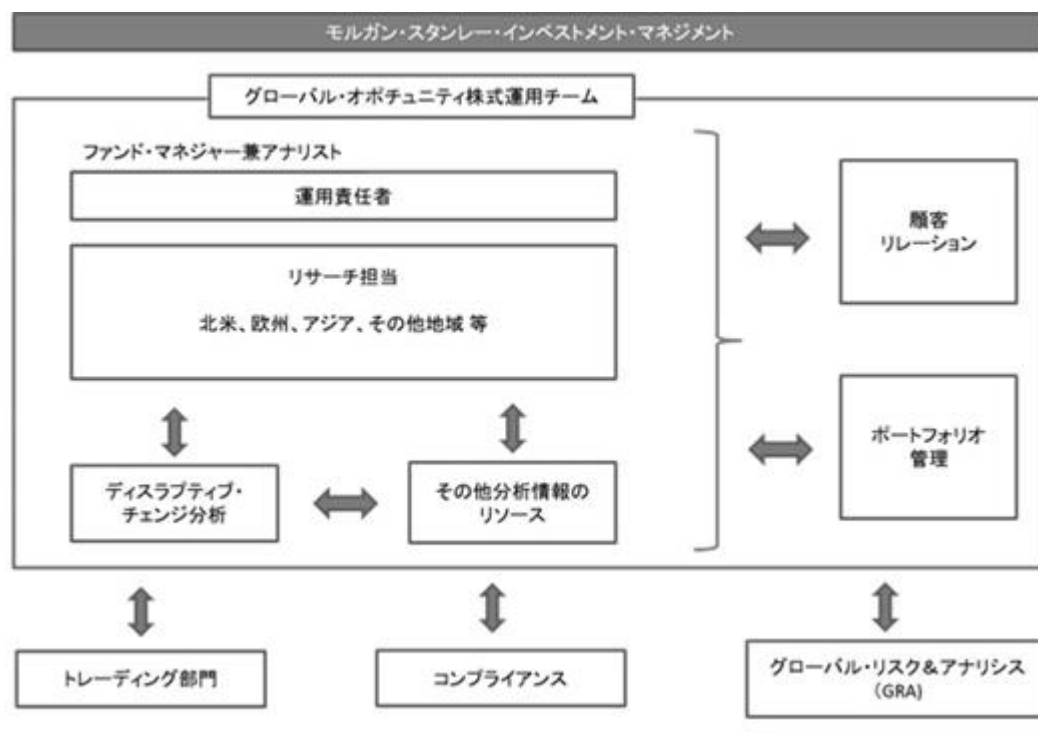 モルガン・スタンレー・インベストメント・マネジメント
グローバル・オポチュニティ株式運用チーム
ファンド・マネジャー兼アナリスト
運用責任者
リサーチ担当
北米、欧州、アジア、その他地域 等
ディスラプティブ・
チェンジ分析
その他分析情報の
リソース
顧客
リレーション
ポートフォリオ
管理
トレーディング部門
コンプライアンス
グローバル・リスク&アナリシス
(GRA)